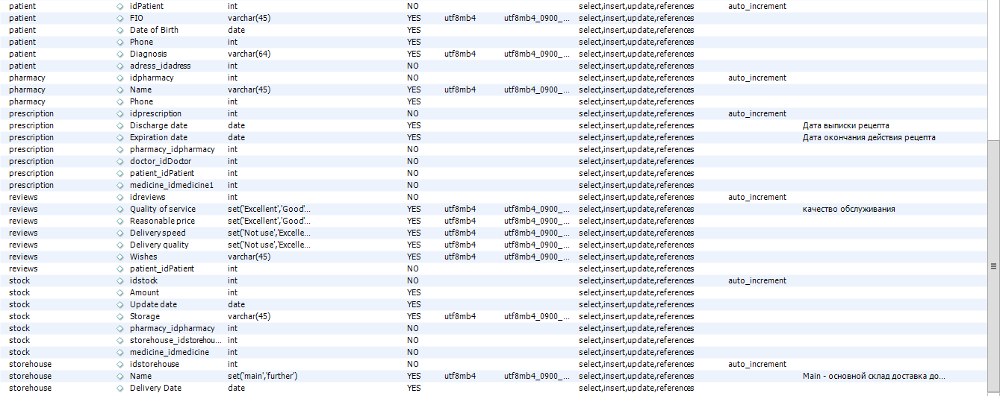 patient idPatient int NO select,insert,update,references auto_increment
patient FIO varchar(45) YES utf8mb4 utf8mb4_0900_... select,insert,update,references
patient Date of Birth date YES select,insert,update,references
patient Phone int YES select,insert,update,references
patient Diagnosis varchar(64) YES utf8mb4 utf8mb4_0900_... select,insert,update,references
patient adress_idadress int NO select,insert,update,references
pharmacy idpharmacy int NO select,insert,update,references auto_increment
pharmacy Name varchar(45) YES utf8mb4 utf8mb4_0900_... select,insert,update,references
pharmacy Phone int YES select,insert,update,references
prescription idprescription int NO select,insert,update,references auto_increment
prescription Discharge date date YES select,insert,update,references Дата выписки рецепта
prescription Expiration date date YES select,insert,update,references Дата окончания действия рецепта
prescription pharmacy_idpharmacy int NO select,insert,update,references
prescription doctor_idDoctor int NO select,insert,update,references
prescription patient_idPatient int NO select,insert,update,references
prescription medicine_idmedicine1 int NO select,insert,update,references
reviews idreviews int NO select,insert,update,references auto_increment
reviews Quality of service set('Excellent','Good'... YES utf8mb4 utf8mb4_0900_... select,insert,update,references качество обслуживания
reviews Reasonable price set('Excellent','Good'... YES utf8mb4 utf8mb4_0900_... select,insert,update,references
reviews Delivery speed set('Not use','Excelle... YES utf8mb4 utf8mb4_0900_... select,insert,update,references
reviews Delivery quality set('Not use','Excelle... YES utf8mb4 utf8mb4_0900_... select,insert,update,references
reviews Wishes varchar(45) YES utf8mb4 utf8mb4_0900_... select,insert,update,references
reviews patient_idPatient int NO select,insert,update,references
stock idstock int NO select,insert,update,references auto_increment
stock Amount int YES select,insert,update,references
stock Update date date YES select,insert,update,references
stock Storage varchar(45) YES utf8mb4 utf8mb4_0900_... select,insert,update,references
stock pharmacy_idpharmacy int NO select,insert,update,references
stock storehouse_idstorehou... int NO select,insert,update,references
stock medicine_idmedicine int NO select,insert,update,references
storehouse idstorehouse int NO select,insert,update,references auto_increment
storehouse Name set('main','further') YES utf8mb4 utf8mb4_0900_... select,insert,update,references Main - основной склад доставка до...
storehouse Delivery Date date YES select,insert,update,references